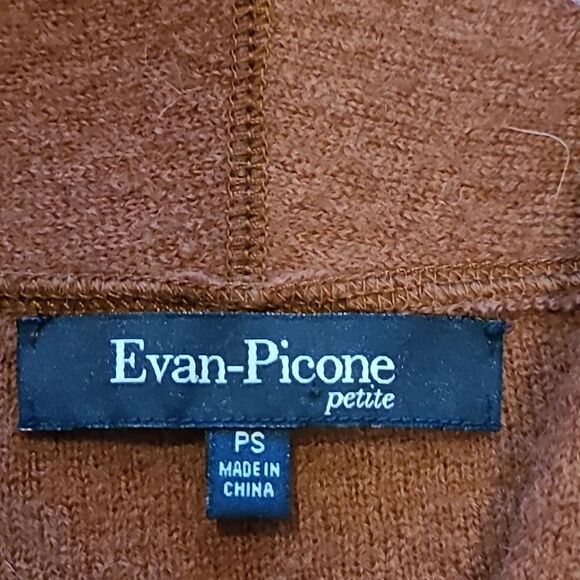 Evan-Picone
petite
PS
MADE IN
CHINA